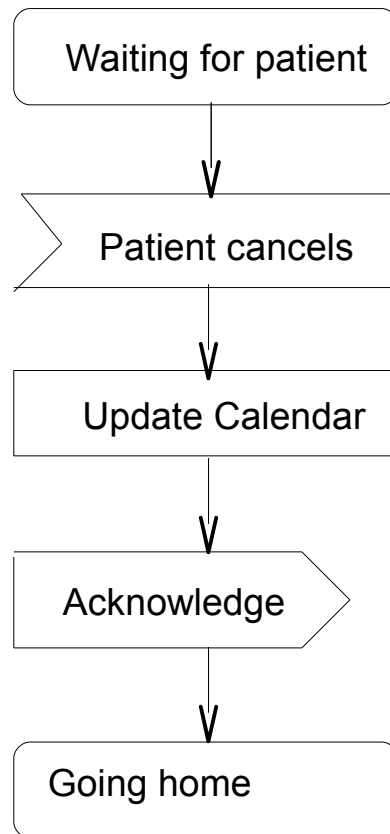 Waiting for patient
Patient cancels
Update Calendar
Acknowledge
Going home